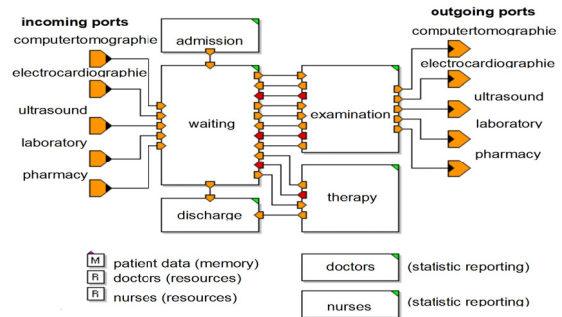 incoming ports
outgoing ports
computertomographie
admission
computertomographie
electrocardiographie
electrocardiographie
ultrasound
waiting
examination
ultrasound
laboratory
laboratory
pharmacy
pharmacy
therapy
discharge
M patient data (memory)
R doctors (resources)
R nurses (resources)
doctors (statistic reporting)
nurses (statistic reporting)